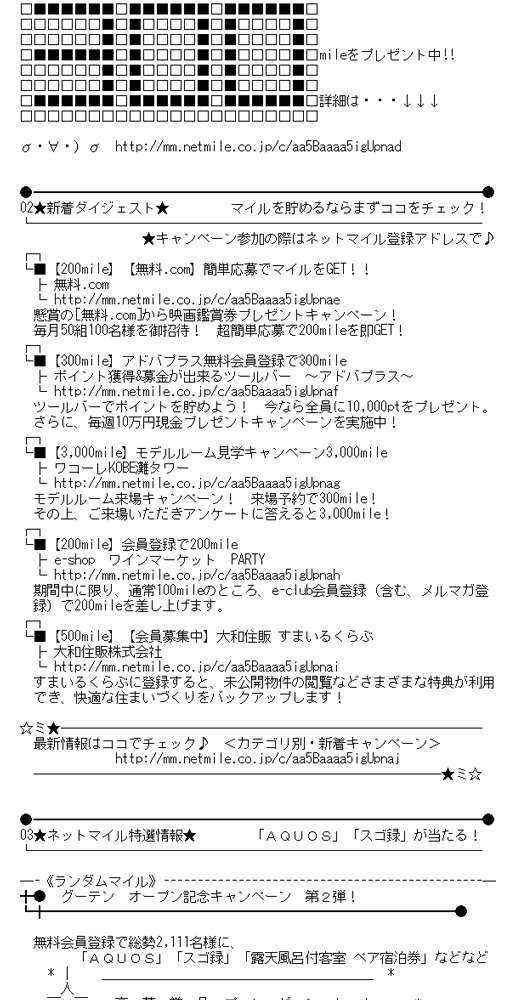 mileをプレゼント中!!
詳細は・・・↓↓↓
σ・∀・) σ http://mm.netmile.co.jp/c/aa5Baaaa5igUpnad
02★新着ダイジェスト★ マイルを貯めるならまずココをチェック！
★キャンペーン参加の際はネットマイル登録アドレスで♪
■【200mile】【無料.com】簡単応募でマイルをGET！！
├ 無料.com
└ http://mm.netmile.co.jp/c/aa5Baaaa5igUpnae
懸賞の[無料.com]から映画鑑賞券プレゼントキャンペーン！
毎月50組100名様を御招待！ 超簡単応募で200mileを即GET！
■【300mile】アドバプラス無料会員登録で300mile
├ ポイント獲得&募金が出来るツールバー ～アドバプラス～
└ http://mm.netmile.co.jp/c/aa5Baaaa5igUpnaf
ツールバーでポイントを貯めよう！ 今なら全員に10,000ptをプレゼント。
さらに、毎週10万円現金プレゼントキャンペーンを実施中！
■【3,000mile】モデルルーム見学キャンペーン3,000mile
├ ワコーレKOBE灘タワー
└ http://mm.netmile.co.jp/c/aa5Baaaa5igUpnag
モデルルーム来場キャンペーン！ 来場予約で300mile！
その上、ご来場いただきアンケートに答えると3,000mile！
■【200mile】会員登録で200mile
├ e-shop ワインマーケット PARTY
└ http://mm.netmile.co.jp/c/aa5Baaaa5igUpnah
期間中に限り、通常100mileのところ、e-club会員登録（含む、メルマガ登
録）で200mileを差し上げます。
■【500mile】【会員募集中】大和住販 すまいるくらぶ
├ 大和住販株式会社
└ http://mm.netmile.co.jp/c/aa5Baaaa5igUpnai
すまいるくらぶに登録すると、未公開物件の閲覧などさまざまな特典が利用
でき、快適な住まいづくりをバックアップします！
☆ミ★
最新情報はココでチェック♪ ＜カテゴリ別・新着キャンペーン＞
http://mm.netmile.co.jp/c/aa5Baaaa5igUpnaj
★ミ☆
03★ネットマイル特選情報★ 「ＡＱＵＯＳ」「スゴ録」が当たる！
《ランダムマイル》
グーテン オープン記念キャンペーン 第２弾！
無料会員登録で総勢2,111名様に、
「ＡＱＵＯＳ」「スゴ録」「露天風呂付客室 ペア宿泊券」などなど